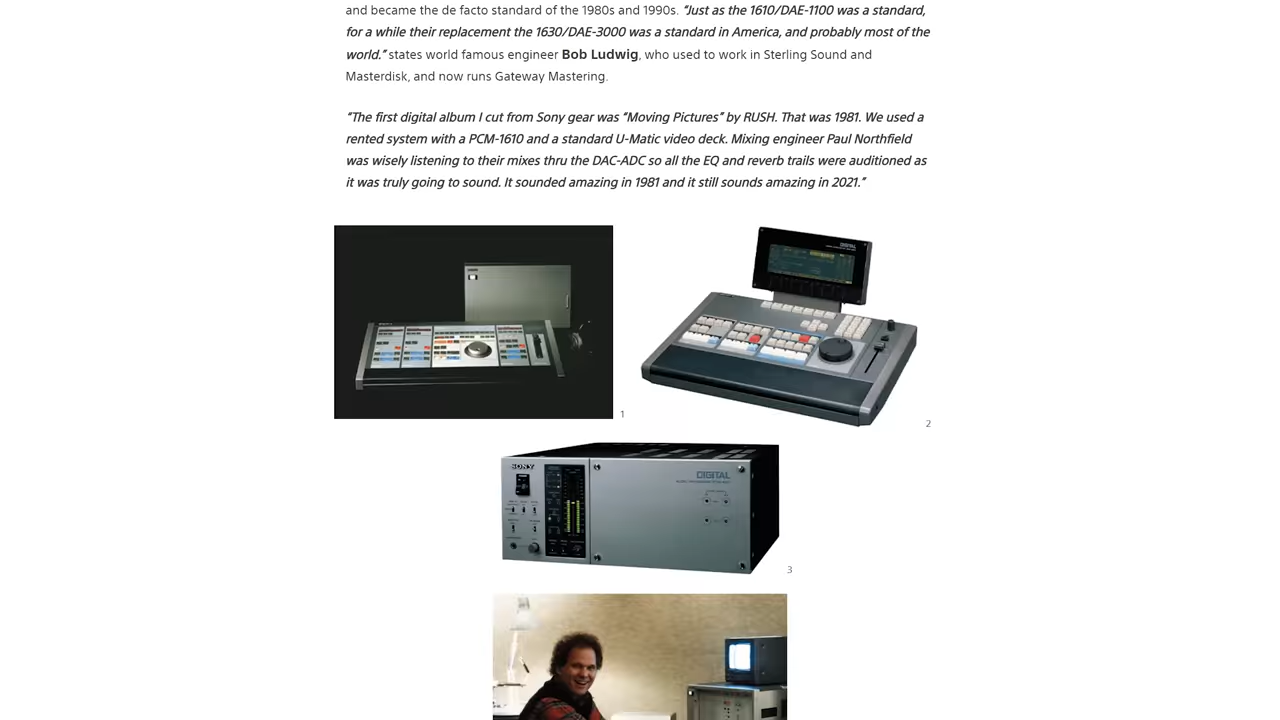 and became the de facto standard of the 1980s and 1990s. “Just as the 1610/DAE-1100 was a standard,
for a while their replacement the 1630/DAE-3000 was a standard in America, and probably most of the
world.” states world famous engineer Bob Ludwig, who used to work in Sterling Sound and
Masterdisk, and now runs Gateway Mastering.
“The first digital album I cut from Sony gear was “Moving Pictures” by RUSH. That was 1981. We used a
rented system with a PCM-1610 and a standard U-Matic video deck. Mixing engineer Paul Northfield
was wisely listening to their mixes thru the DAC-ADC so all the EQ and reverb trails were auditioned as
it was truly going to sound. It sounded amazing in 1981 and it still sounds amazing in 2021.”
DIGITAL
1
2
SONY
DIGITAL
3